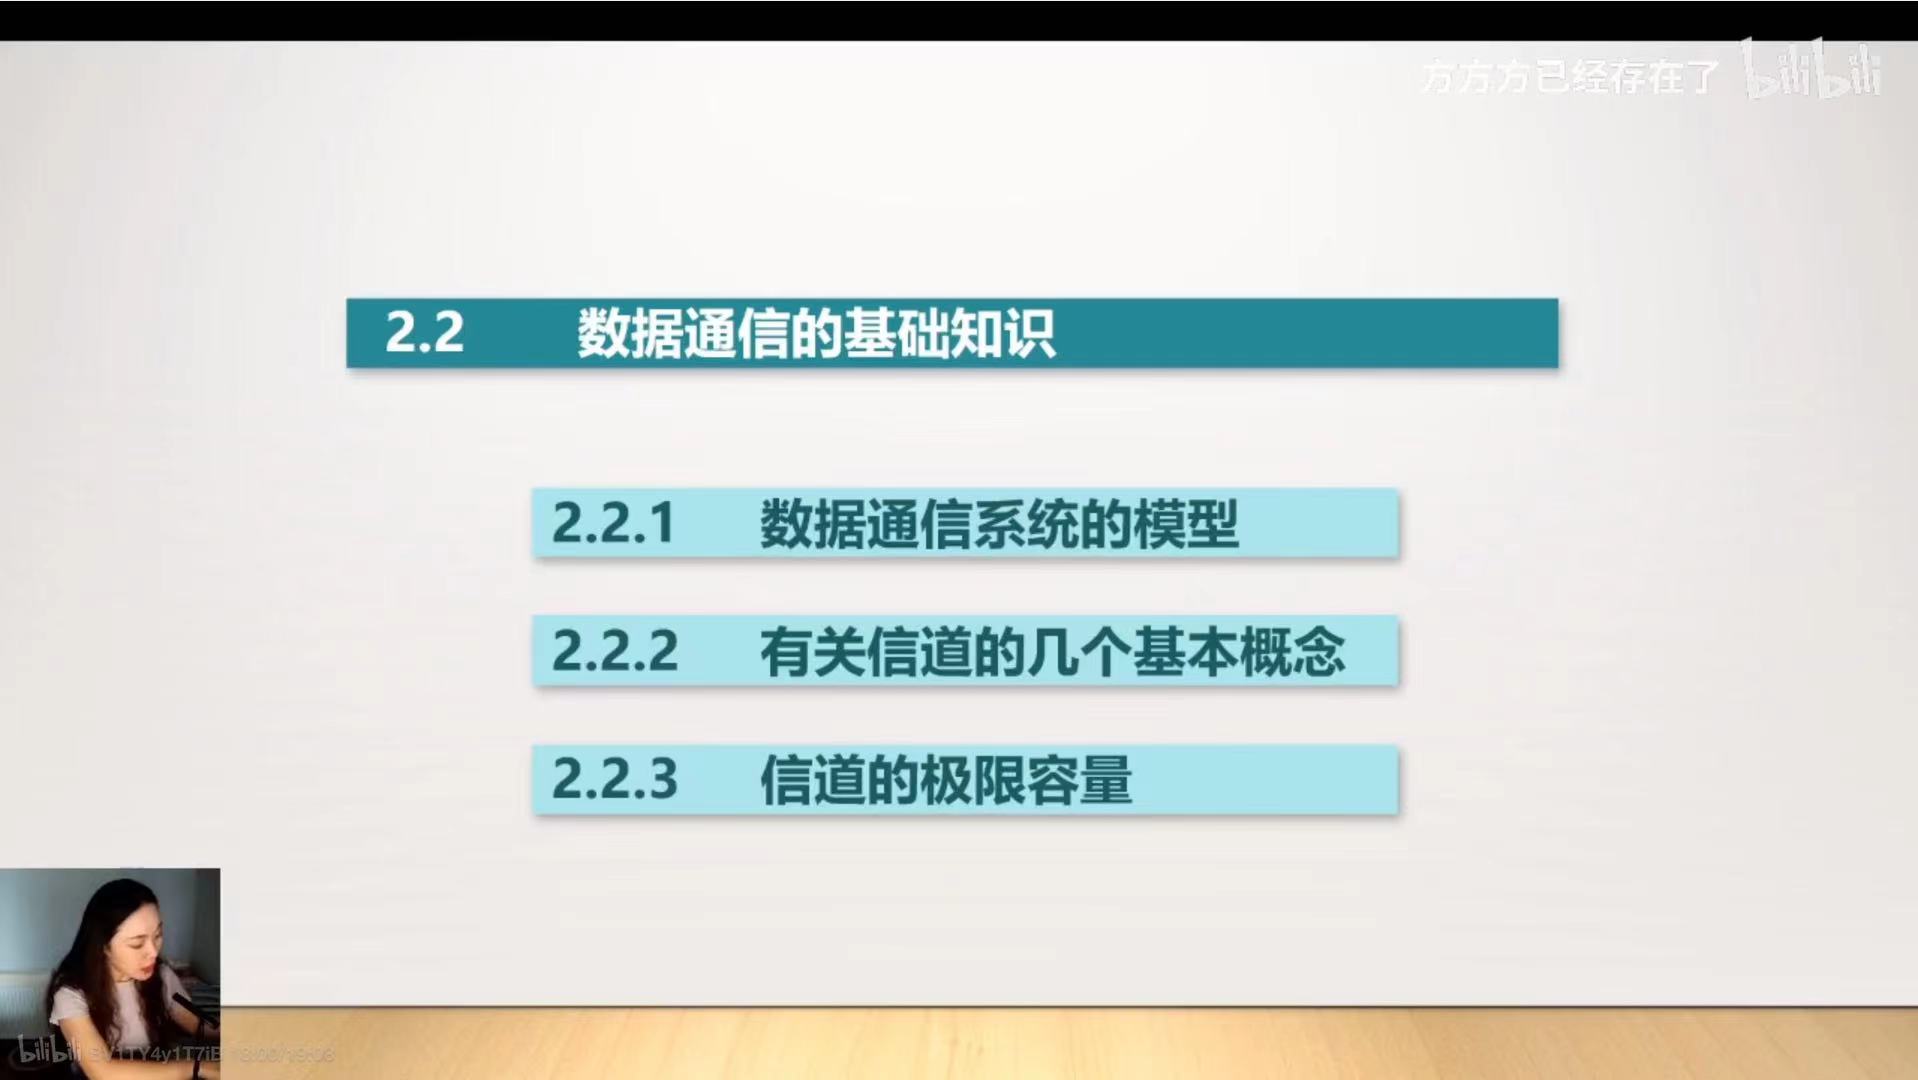 方方方已经存在了 bilibili
2.2 数据通信的基础知识
2.2.1 数据通信系统的模型
2.2.2 有关信道的几个基本概念
2.2.3 信道的极限容量
bilibili BV1TY4y1T7iE